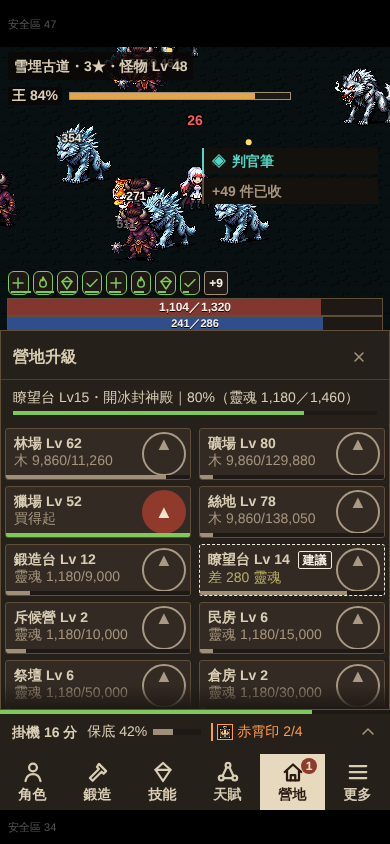 安全區 47
雪埋古道・3★・怪物 Lv 48
王 84%
26
354
◈ 判官筆
271
+49 件已收
+9
1,104／1,320
241／286
營地升級 ×
瞭望台 Lv15・開冰封神殿｜80%（靈魂 1,180／1,460）
林場 Lv 62
木 9,860/11,260
礦場 Lv 80
木 9,860/129,880
獵場 Lv 52
買得起
絲地 Lv 78
木 9,860/138,050
鍛造台 Lv 12
靈魂 1,180/9,000
瞭望台 Lv 14 建議
差 280 靈魂
斥候營 Lv 2
靈魂 1,180/10,000
民房 Lv 6
靈魂 1,180/15,000
祭壇 Lv 6
靈魂 1,180/50,000
倉房 Lv 2
靈魂 1,180/30,000
掛機 16 分 保底 42% 赤霄印 2/4
1
角色 鍛造 技能 天賦 營地 更多
安全區 34